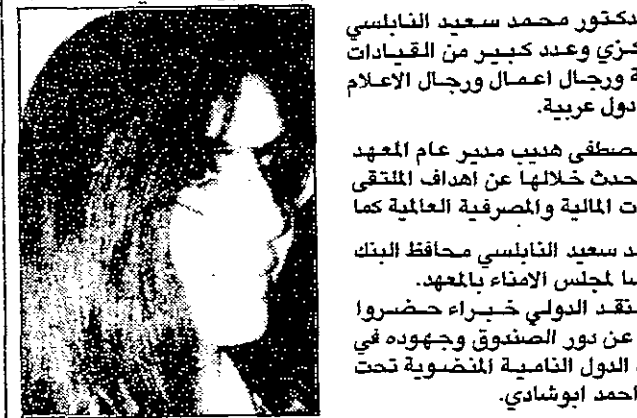 دكتور محمد سعيد النابلسي
وعدد كبير من القيادات
ة ورجال اعمال ورجال الاعلام
دول عربية.
صطفى هديب مدير عام المعهد
حدث خلالها عن اهداف الملتقى
ت المالية والمصرفية العالمية كما
د سعيد النابلسي محافظ البنك
سا لمجلس الامناء بالمعهد.
نقد الدولي خبراء حضروا
عن دور الصندوق وجهوده في
الدول النامية المنضوية تحت
احمد ابوشادي.